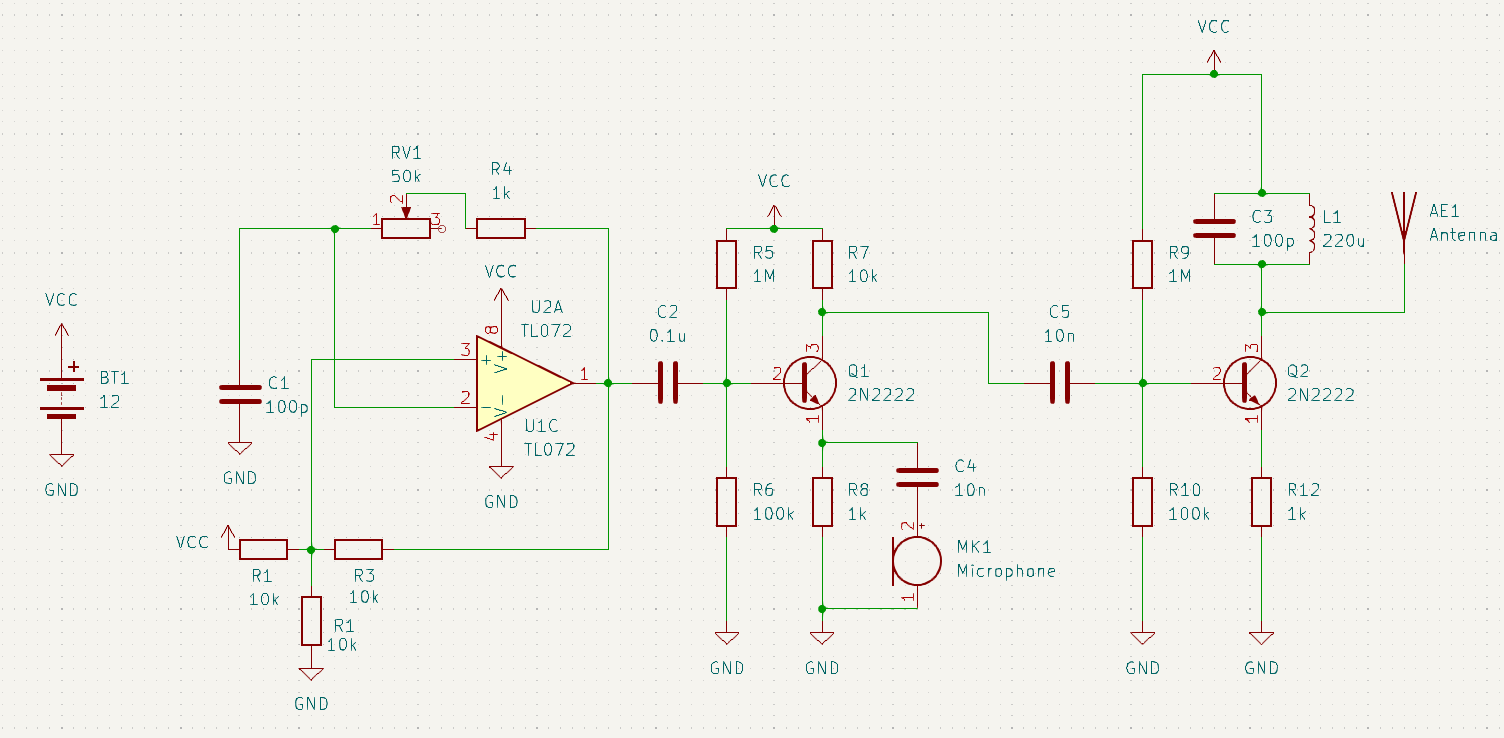 VCC
BT1
12
GND
C1
100p
GND
RV1
50k
1
2
3
R4
1k
VCC
8
U2A
TL072
3
+
V+
2
-
V-
1
4
U1C
TL072
GND
VCC
R1
10k
R3
10k
R1
10k
GND
C2
0.1u
VCC
R5
1M
R7
10k
3
2
1
Q1
2N2222
R6
100k
R8
1k
C4
10n
2
+
MK1
Microphone
1
GND
GND
C5
10n
VCC
R9
1M
C3
100p
L1
220u
AE1
Antenna
3
2
1
Q2
2N2222
R10
100k
R12
1k
GND
GND